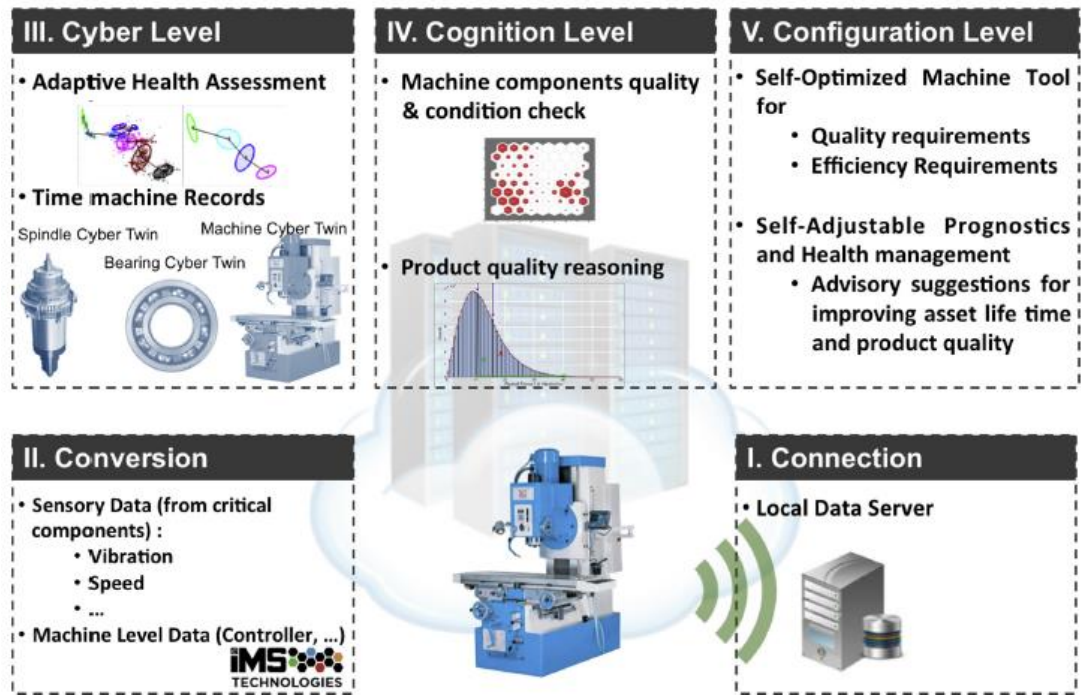 III. Cyber Level
• Adaptive Health Assessment
• Time machine Records
Spindle Cyber Twin
Machine Cyber Twin
Bearing Cyber Twin
IV. Cognition Level
• Machine components quality
& condition check
• Product quality reasoning
V. Configuration Level
• Self-Optimized Machine Tool
for
• Quality requirements
• Efficiency Requirements
• Self-Adjustable Prognostics
and Health management
• Advisory suggestions for
improving asset life time
and product quality
II. Conversion
• Sensory Data (from critical
components) :
• Vibration
• Speed
• ...
• Machine Level Data (Controller, ...)
iMS
TECHNOLOGIES
I. Connection
• Local Data Server